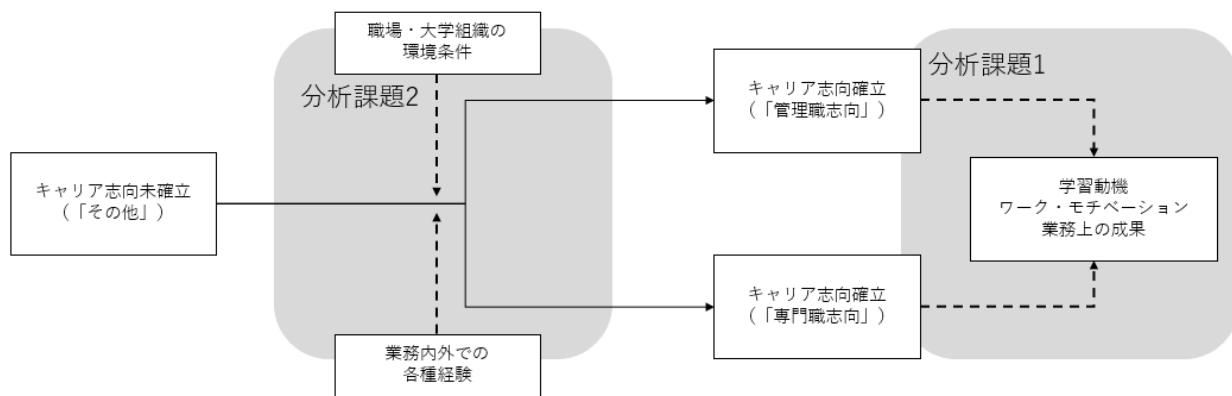 職場・大学組織の
環境条件
分析課題2
分析課題1
キャリア志向未確立
（「その他」）
キャリア志向確立
（「管理職志向」）
学習動機
ワーク・モチベーション
業務上の成果
キャリア志向確立
（「専門職志向」）
業務内外での
各種経験